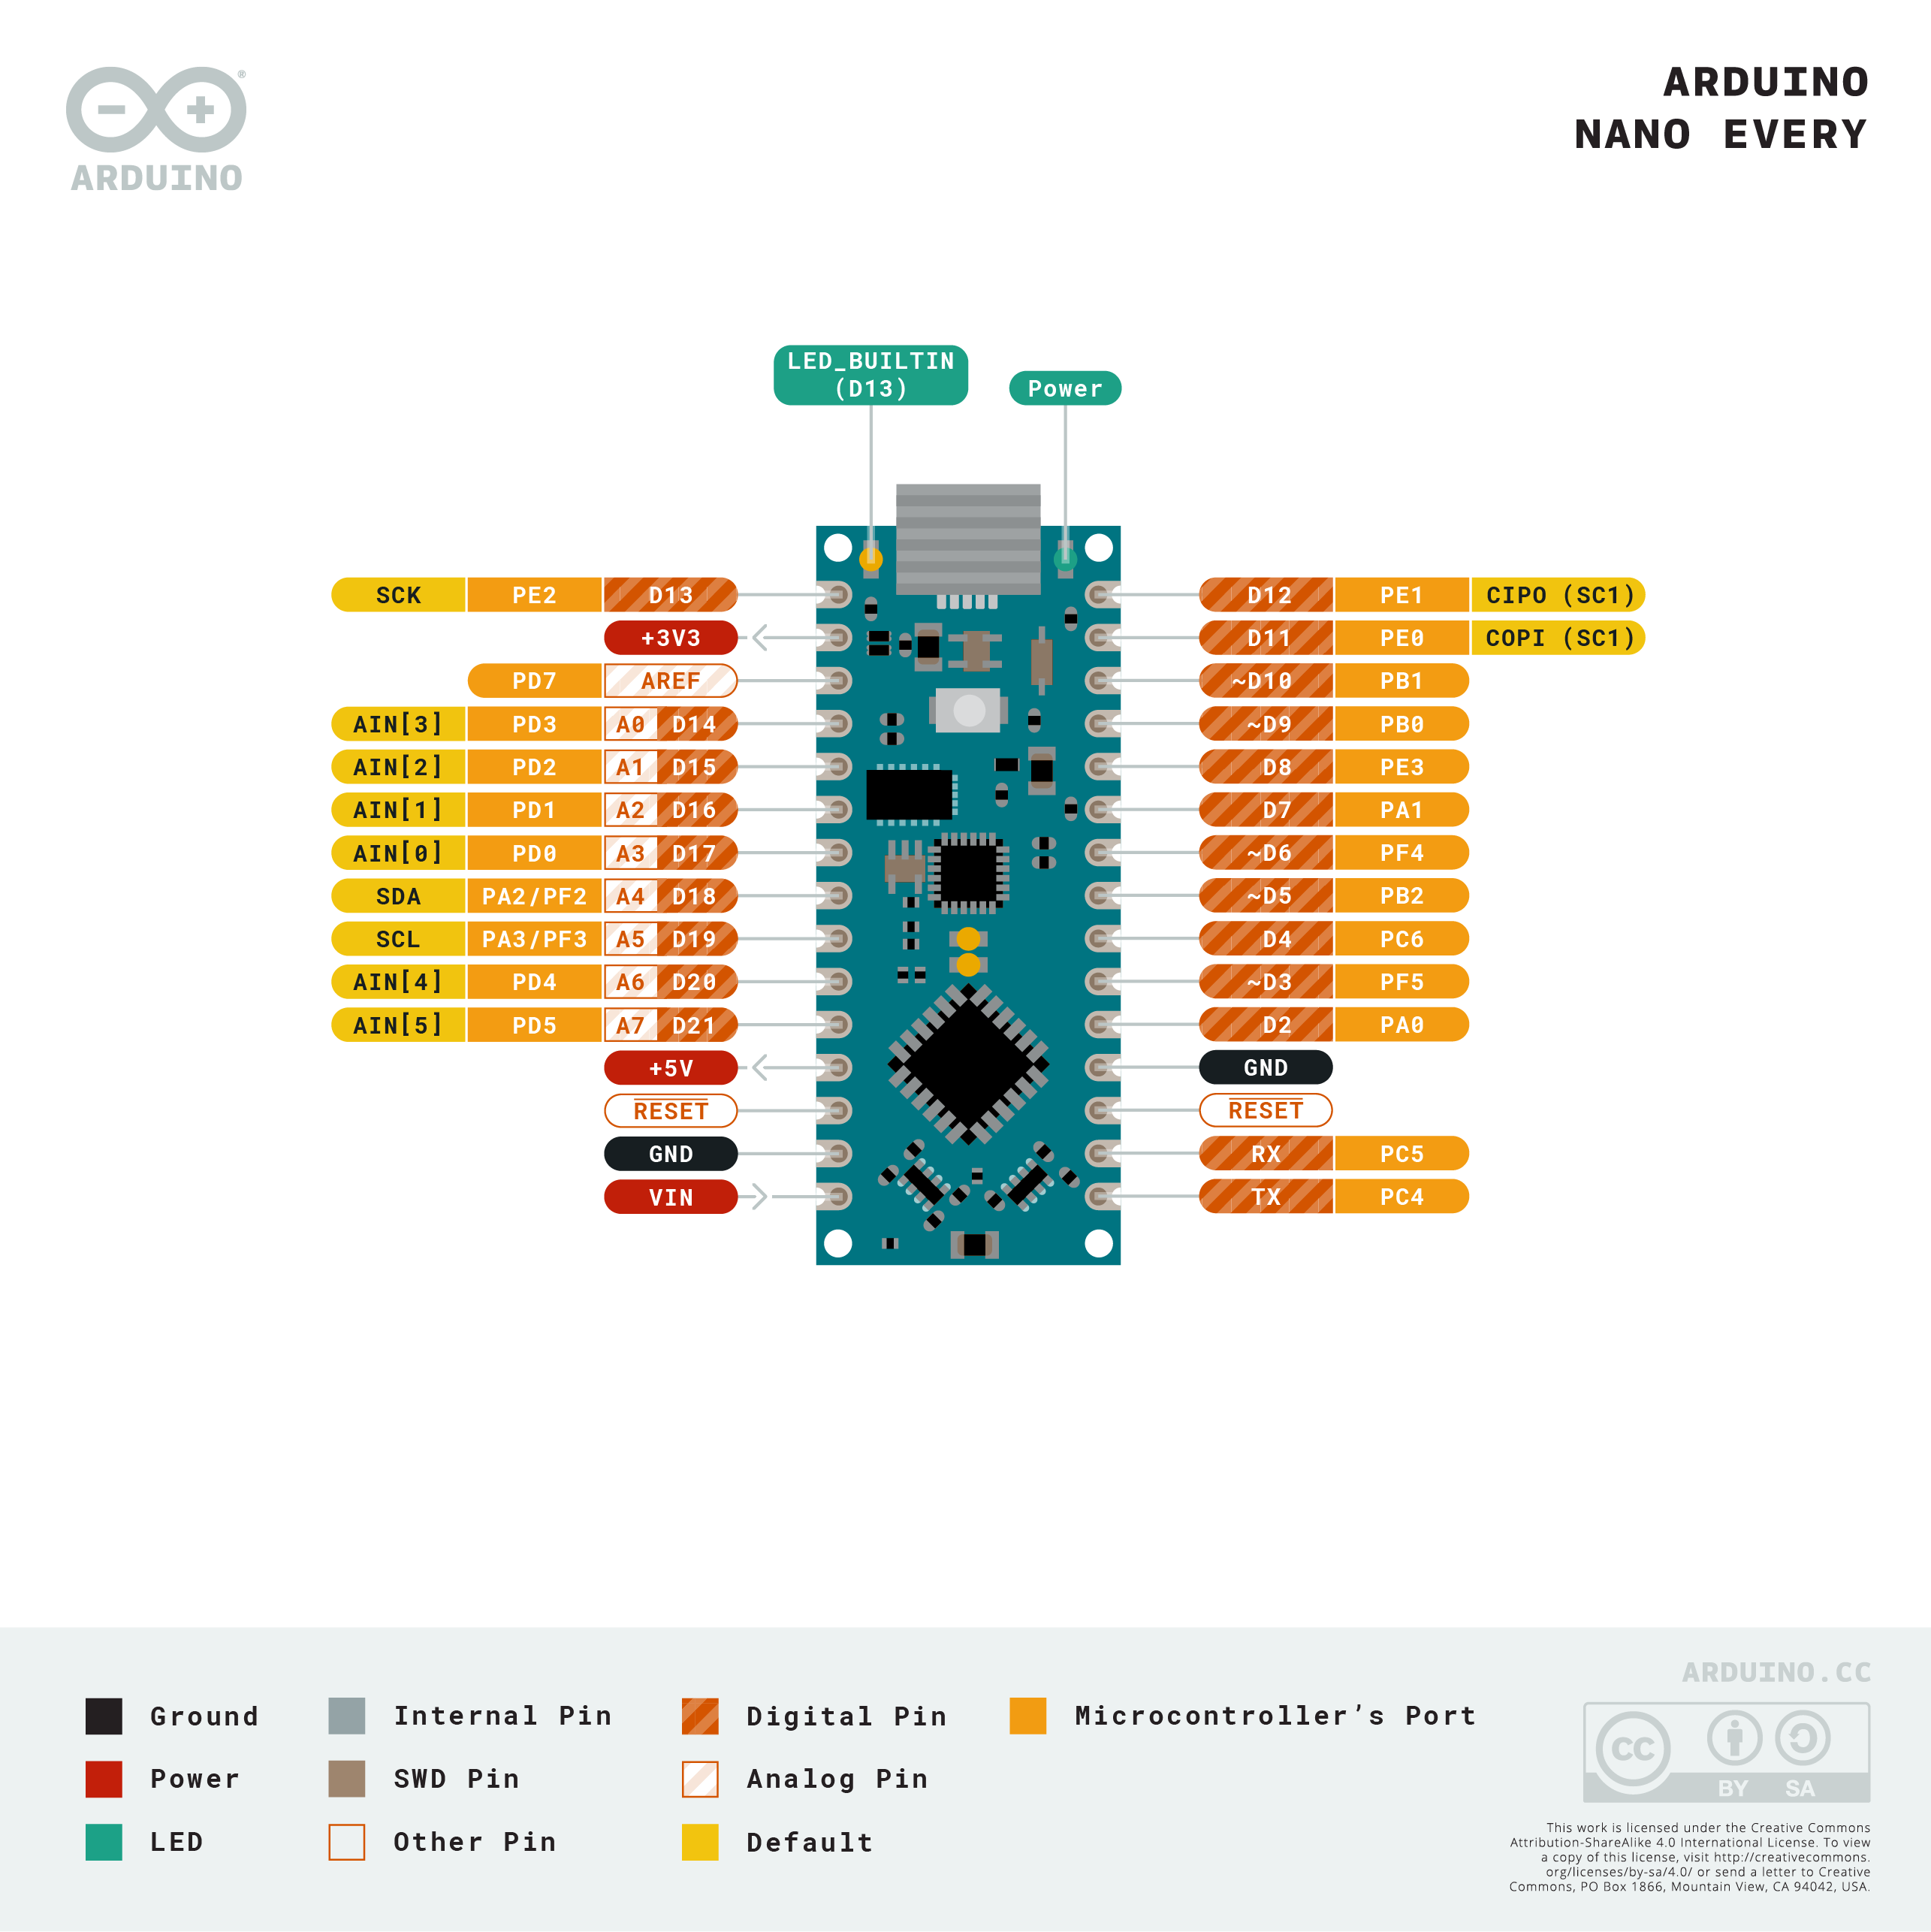 ARDUINO
ARDUINO
NANO EVERY
LED_BUILTIN
(D13)
Power
SCK PE2 D13
+3V3
PD7 AREF
AIN[3] PD3 A0 D14
AIN[2] PD2 A1 D15
AIN[1] PD1 A2 D16
AIN[0] PD0 A3 D17
SDA PA2/PF2 A4 D18
SCL PA3/PF3 A5 D19
AIN[4] PD4 A6 D20
AIN[5] PD5 A7 D21
+5V
RESET
GND
VIN
D12 PE1 CIPO (SC1)
D11 PE0 COPI (SC1)
~D10 PB1
~D9 PB0
D8 PE3
D7 PA1
~D6 PF4
~D5 PB2
D4 PC6
~D3 PF5
D2 PA0
GND
RESET
RX PC5
TX PC4
Ground
Power
LED
Internal Pin
SWD Pin
Other Pin
Digital Pin
Analog Pin
Default
Microcontroller’s Port
ARDUINO.CC
CC
BY SA
This work is licensed under the Creative Commons
Attribution-ShareAlike 4.0 International License. To view
a copy of this license, visit http://creativecommons.
org/licenses/by-sa/4.0/ or send a letter to Creative
Commons, PO Box 1866, Mountain View, CA 94042, USA.